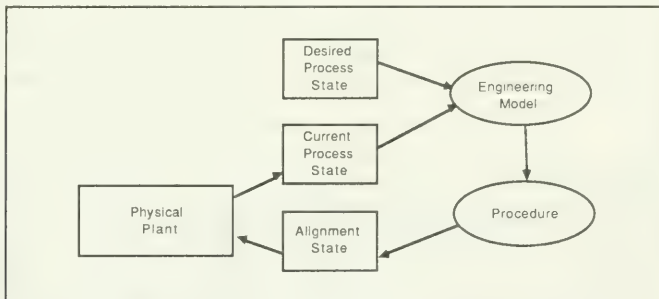 Desired
Process
State
Engineering
Model
Current
Process
State
Physical
Plant
Alignment
State
Procedure